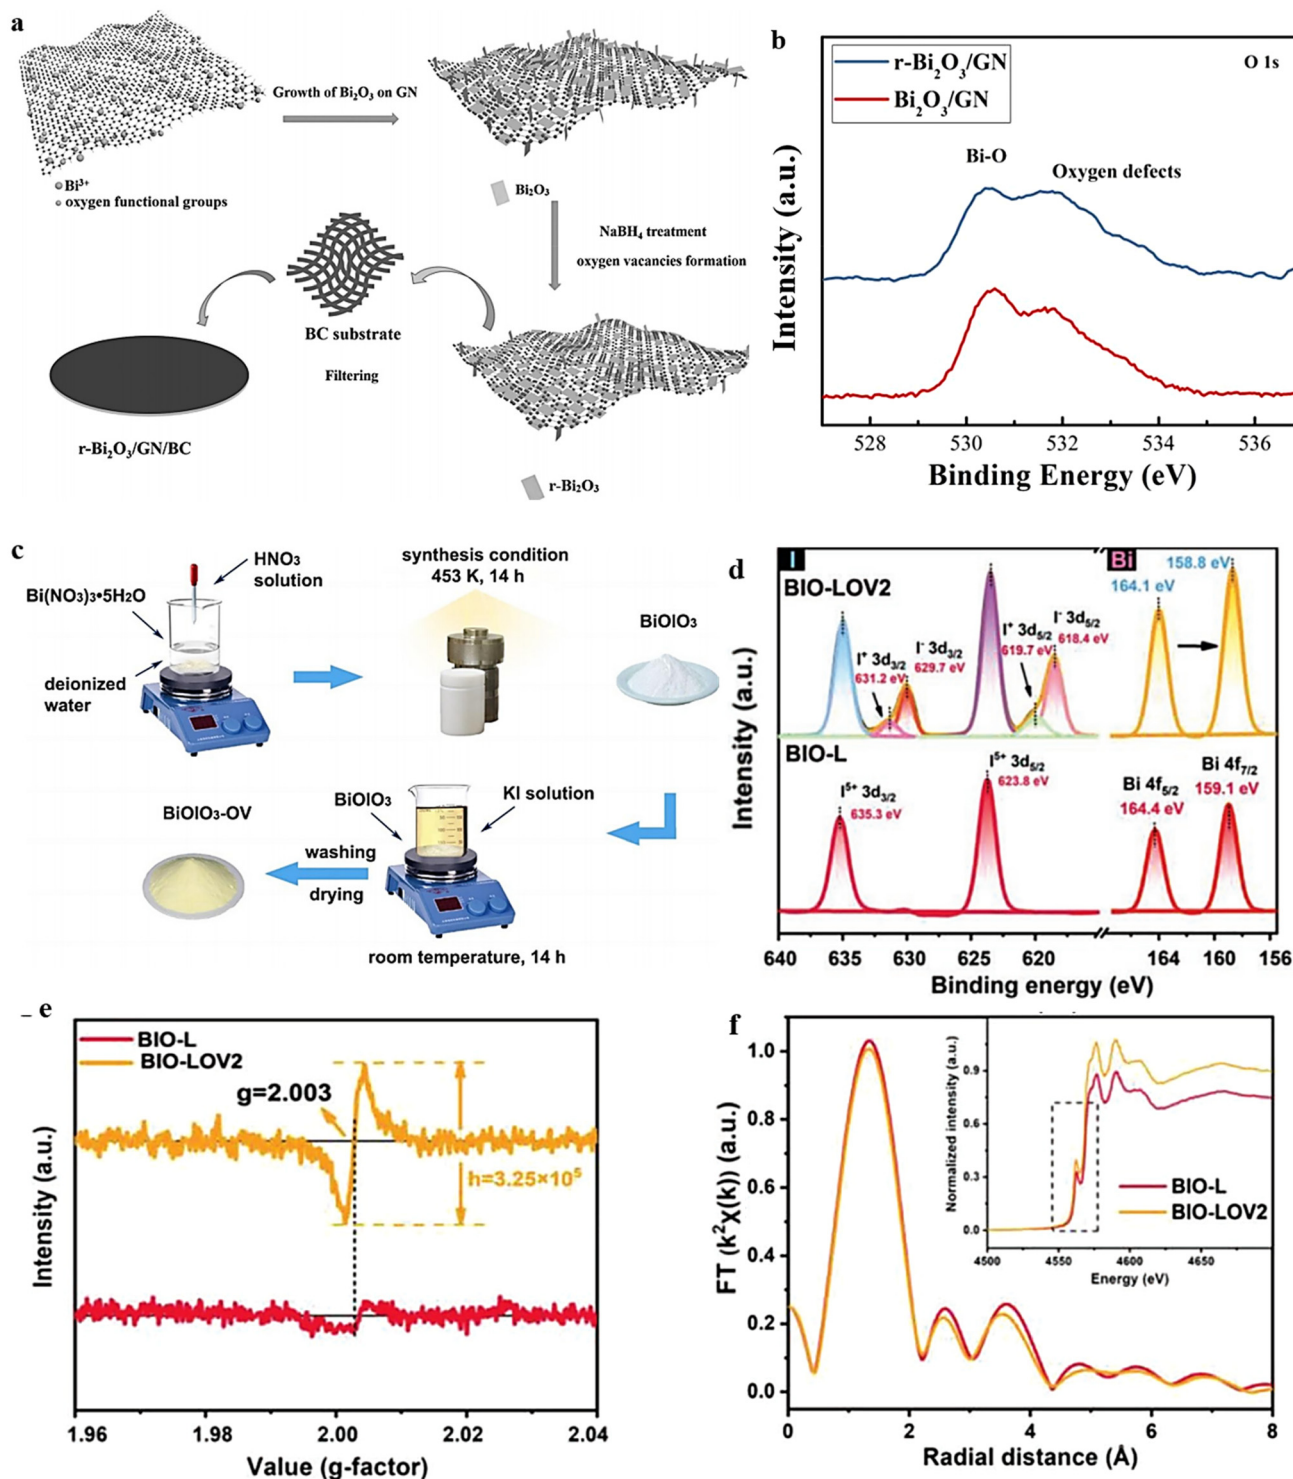 a
Growth of Bi₂O₃ on GN
Bi³⁺
oxygen functional groups
Bi₂O₃
NaBH₄ treatment
oxygen vacancies formation
BC substrate
Filtering
r-Bi₂O₃/GN/BC
r-Bi₂O₃
b
r-Bi₂O₃/GN
Bi₂O₃/GN
O 1s
Bi-O
Oxygen defects
Intensity (a.u.)
528 530 532 534 536
Binding Energy (eV)
c
HNO₃
solution
Bi(NO₃)₃•5H₂O
deionized
water
synthesis condition
453 K, 14 h
BiOIO₃
BiOIO₃-OV
washing
drying
BiOIO₃
KI solution
room temperature, 14 h
d
I
Bi
BIO-LOV2
I⁺ 3d₃/₂
631.2 eV
I⁻ 3d₃/₂
629.7 eV
I⁺ 3d₅/₂
619.7 eV
I⁻ 3d₅/₂
618.4 eV
164.1 eV
158.8 eV
BIO-L
I⁵⁺ 3d₃/₂
635.3 eV
I⁵⁺ 3d₅/₂
623.8 eV
Bi 4f₅/₂
164.4 eV
Bi 4f₇/₂
159.1 eV
Intensity (a.u.)
640 635 630 625 620 164 160 156
Binding energy (eV)
e
BIO-L
BIO-LOV2
g=2.003
h=3.25×10⁵
Intensity (a.u.)
1.96 1.98 2.00 2.02 2.04
Value (g-factor)
f
FT (k²χ(k)) (a.u.)
1.0
0.8
0.6
0.4
0.2
0.0
0 2 4 6 8
Radial distance (Å)
Normalized intensity (a.u.)
0.9
0.6
0.3
0.0
BIO-L
BIO-LOV2
4500 4550 4600 4650
Energy (eV)